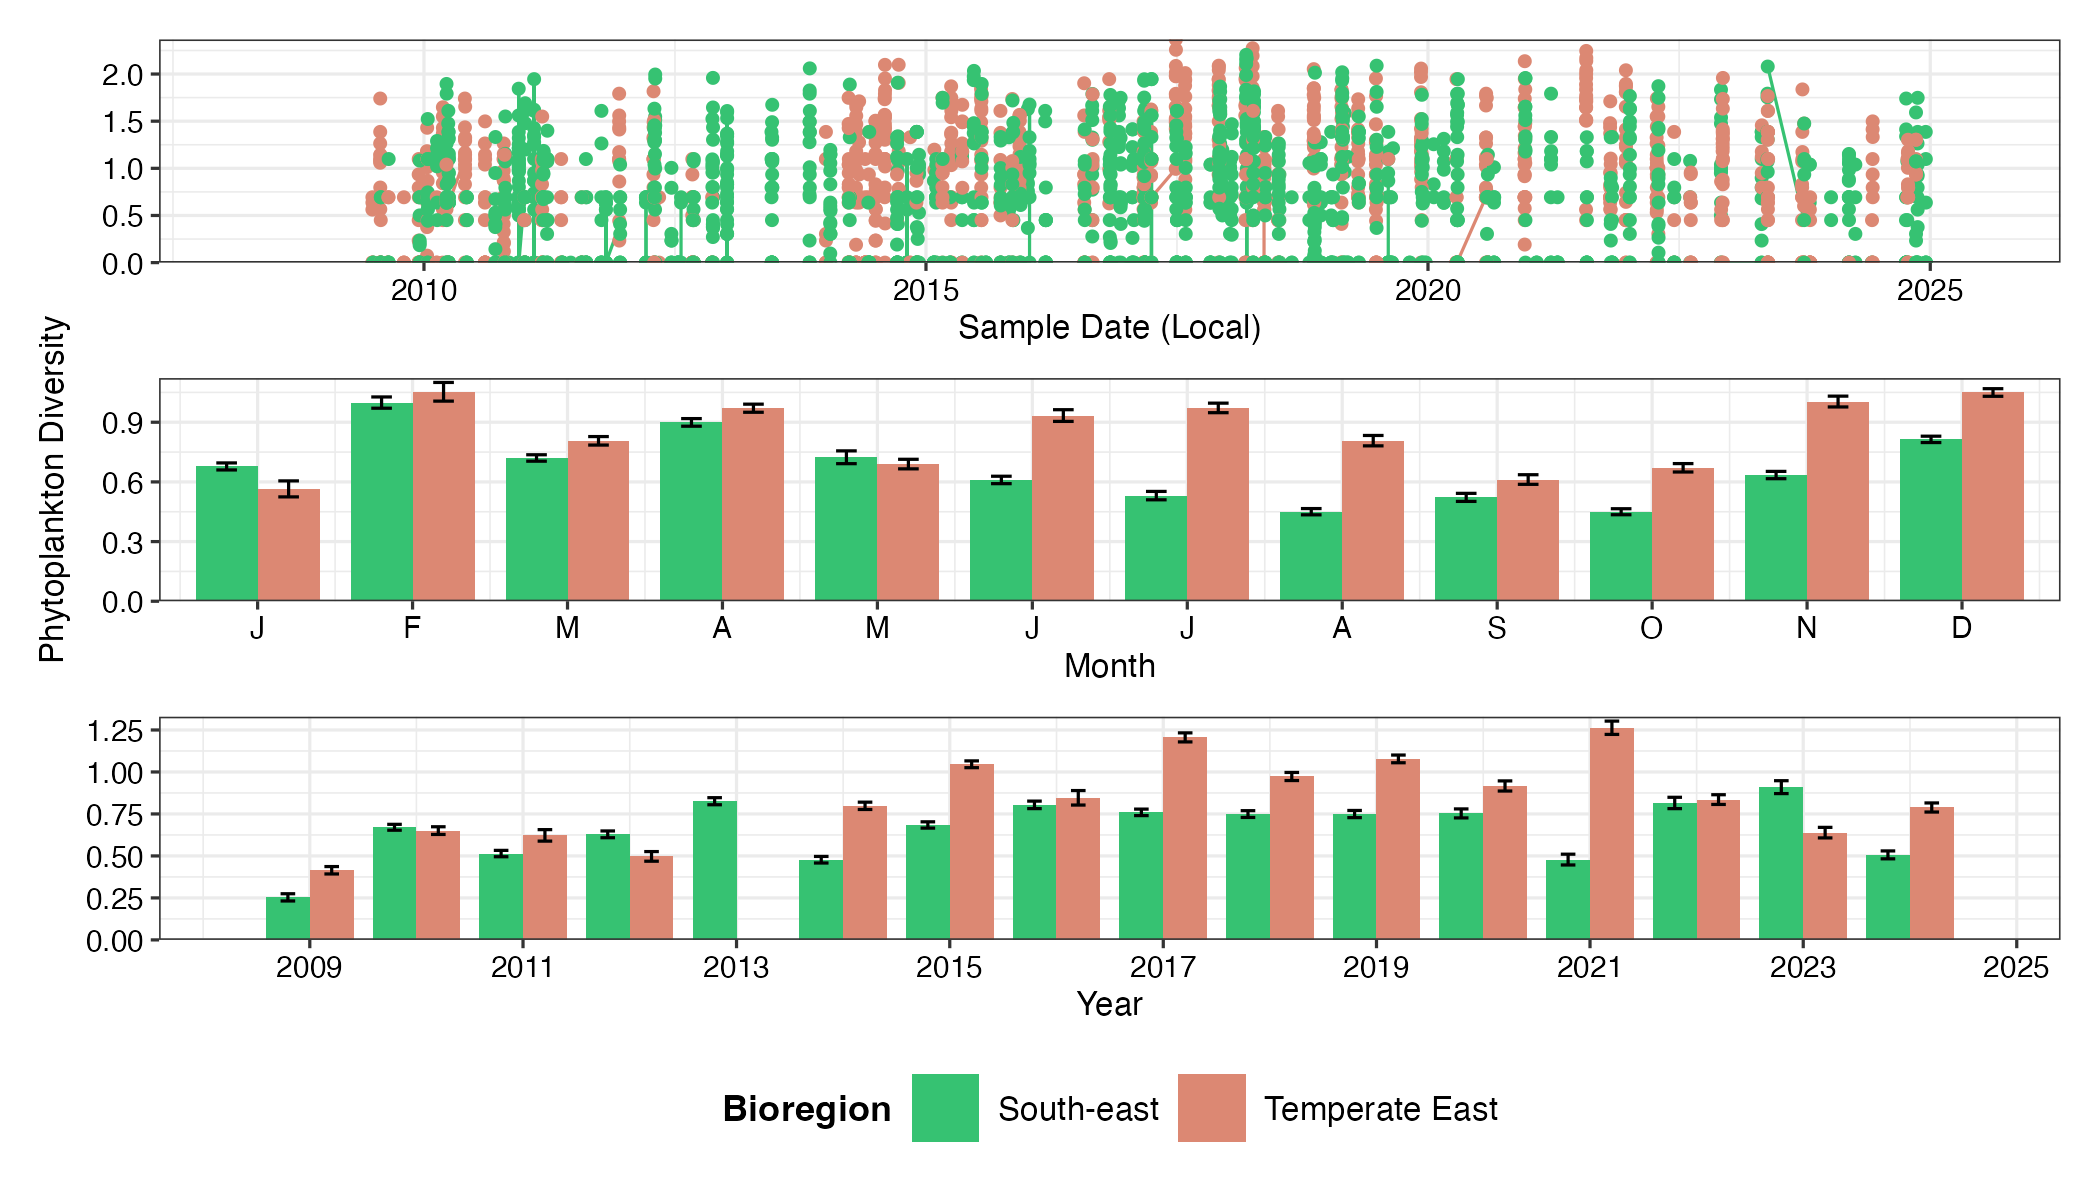 Phytoplankton Diversity
2.0
1.5
1.0
0.5
0.0
2010 2015 2020 2025
Sample Date (Local)
0.9
0.6
0.3
0.0
J F M A M J J A S O N D
Month
1.25
1.00
0.75
0.50
0.25
0.00
2009 2011 2013 2015 2017 2019 2021 2023 2025
Year
Bioregion South-east Temperate East